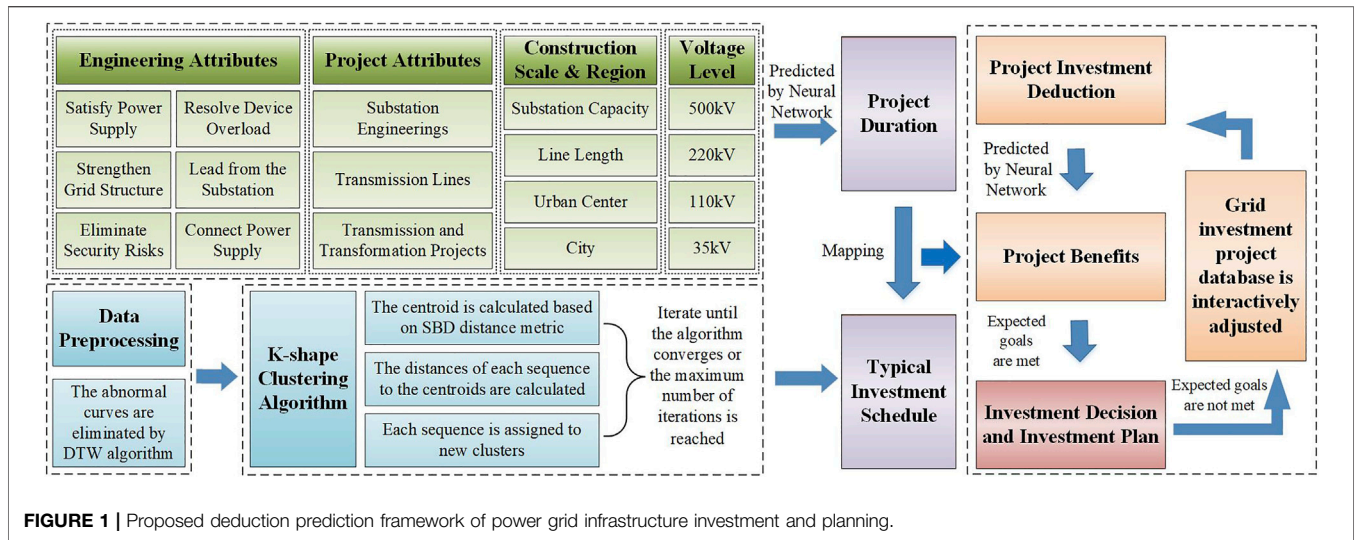 Engineering Attributes
Satisfy Power
Supply
Resolve Device
Overload
Strengthen
Grid Structure
Lead from the
Substation
Eliminate
Security Risks
Connect Power
Supply
Project Attributes
Substation
Engineerings
Transmission Lines
Transmission and
Transformation Projects
Construction
Scale & Region
Substation Capacity
Line Length
Urban Center
City
Voltage
Level
500kV
220kV
110kV
35kV
Predicted
by Neural
Network
Project
Duration
Mapping
Typical
Investment
Schedule
Data
Preprocessing
The abnormal
curves are
eliminated by
DTW algorithm
K-shape
Clustering
Algorithm
The centroid is calculated based
on SBD distance metric
The distances of each sequence
to the centroids are calculated
Each sequence is assigned to
new clusters
Iterate until
the algorithm
converges or
the maximum
number of
iterations is
reached
Project Investment
Deduction
Predicted
by Neural
Network
Project Benefits
Expected
goals
are met
Investment Decision
and Investment Plan
Expected goals
are not met
Grid
investment
project
database is
interactively
adjusted
FIGURE 1 | Proposed deduction prediction framework of power grid infrastructure investment and planning.